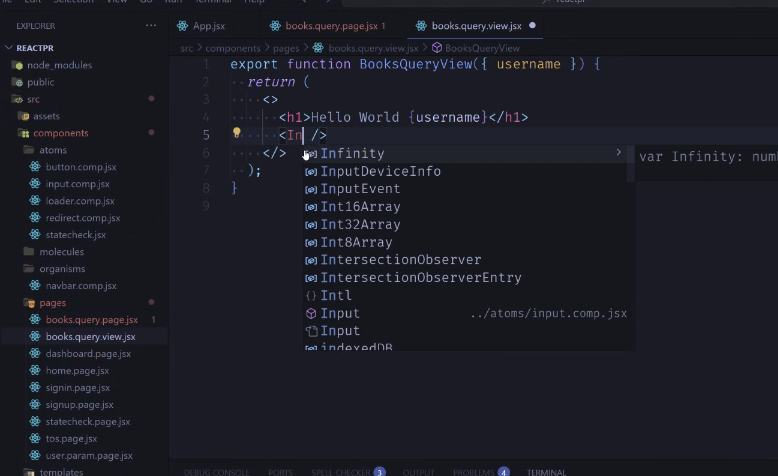 File Edit Selection View Go Run Terminal Help reactpr
EXPLORER ...
App.jsx
books.query.page.jsx 1
books.query.view.jsx
REACTPR
node_modules
public
src
assets
components
atoms
button.comp.jsx
input.comp.jsx
loader.comp.jsx
redirect.comp.jsx
statecheck.jsx
molecules
organisms
navbar.comp.jsx
pages
books.query.page.jsx 1
books.query.view.jsx
dashboard.page.jsx
home.page.jsx
signin.page.jsx
signup.page.jsx
statecheck.page.jsx
tos.page.jsx
user.param.page.jsx
templates
src > components > pages > books.query.view.jsx > BooksQueryView
1 export function BooksQueryView({ username }) {
2 return (
3 <>
4 <h1>Hello World {username}</h1>
5 <In />
6 </>
7 );
8 }
9
Infinity >
var Infinity: num
InputDeviceInfo
InputEvent
Int16Array
Int32Array
Int8Array
IntersectionObserver
IntersectionObserverEntry
{} Intl
Input ../atoms/input.comp.jsx
Input
indexedDB
DEBUG CONSOLE PORTS SPELL CHECKER 3 OUTPUT PROBLEMS 4 TERMINAL